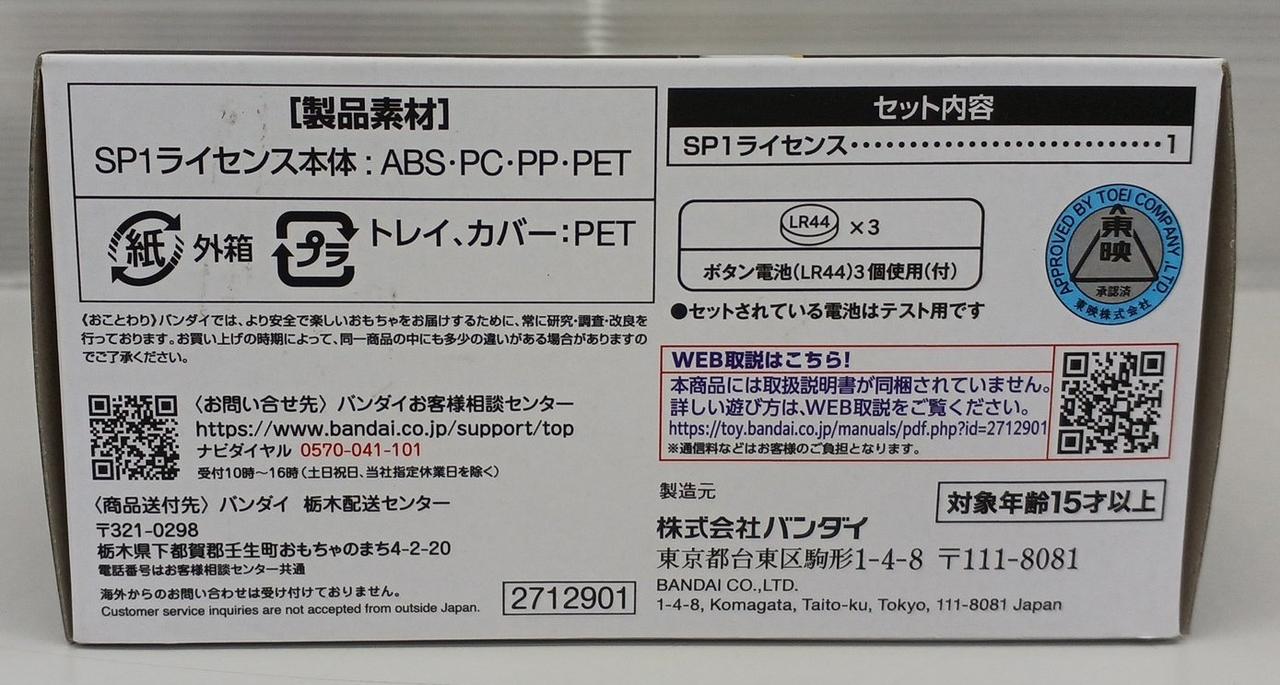 [製品素材]
SP1ライセンス本体：ABS・PC・PP・PET
紙 外箱 プラ トレイ、カバー：PET
《おことわり》バンダイでは、より安全で楽しいおもちゃをお届けするために、常に研究・調査・改良を
行っております。お買い上げの時期によって、同一商品の中にも多少の違いがある場合がありますの
でご了承ください。
〈お問い合せ先〉バンダイお客様相談センター
https://www.bandai.co.jp/support/top
ナビダイヤル 0570-041-101
受付10時～16時（土日祝日、当社指定休業日を除く）
〈商品送付先〉バンダイ 栃木配送センター
〒321-0298
栃木県下都賀郡壬生町おもちゃのまち4-2-20
電話番号はお客様相談センター共通
海外からのお問い合わせは受け付けておりません。
Customer service inquiries are not accepted from outside Japan.
2712901
セット内容
SP1ライセンス・・・・・・・・・・・・・・・・・・・・・・・・・・1
LR44 ×3
ボタン電池(LR44)3個使用(付)
●セットされている電池はテスト用です
APPROVED BY TOEI COMPANY ,LTD.
東映
承認済
東映株式会社
WEB取説はこちら!
本商品には取扱説明書が同梱されていません。
詳しい遊び方は、WEB取説をご覧ください。
https://toy.bandai.co.jp/manuals/pdf.php?id=2712901
※通信料などはお客様のご負担となります。
製造元
対象年齢15才以上
株式会社バンダイ
東京都台東区駒形1-4-8 〒111-8081
BANDAI CO.,LTD.
1-4-8, Komagata, Taito-ku, Tokyo, 111-8081 Japan